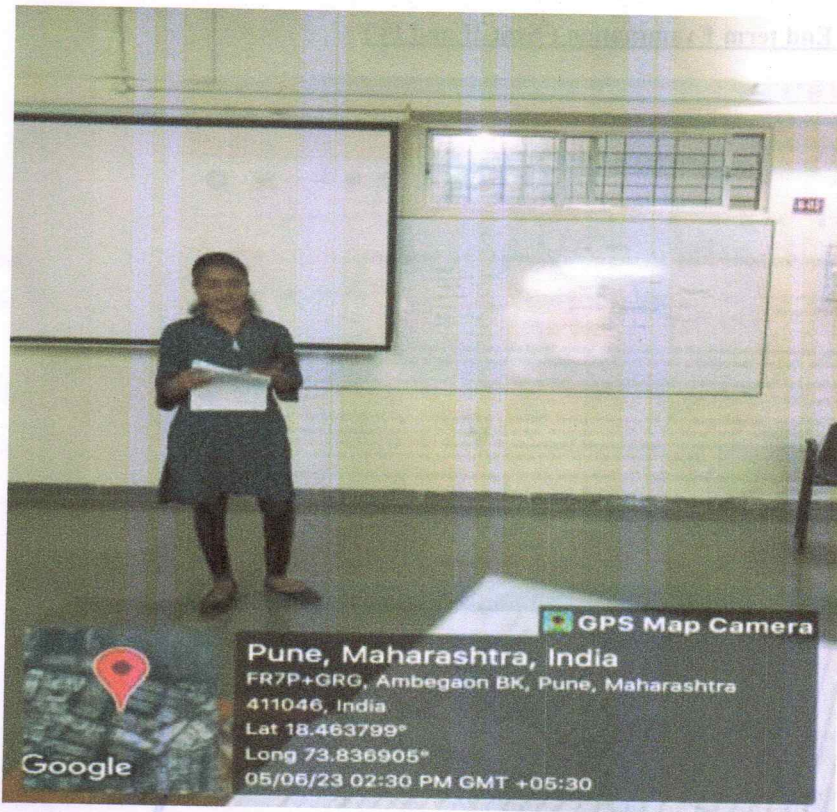 GPS Map Camera
Pune, Maharashtra, India
FR7P+GRG, Ambegaon BK, Pune, Maharashtra
411046, India
Lat 18.463799°
Long 73.836905°
05/06/23 02:30 PM GMT +05:30
Google